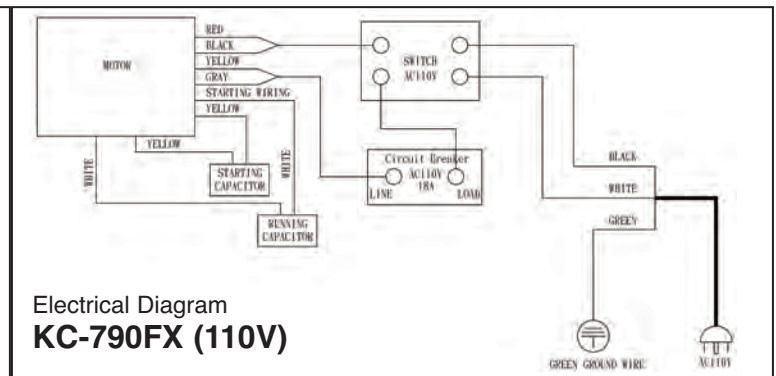 RED
BLACK
YELLOW
GRAY
STARTING WIRING
YELLOW
MOTOR
SWITCH
AC110V
YELLOW
WHITE
WHITE
STARTING
CAPACITOR
RUNNING
CAPACITOR
Circuit Breaker
AC110V
18A
LINE
LOAD
BLACK
WHITE
GREEN
GREEN GROUND WIRE
AC110V
Electrical Diagram
KC-790FX (110V)